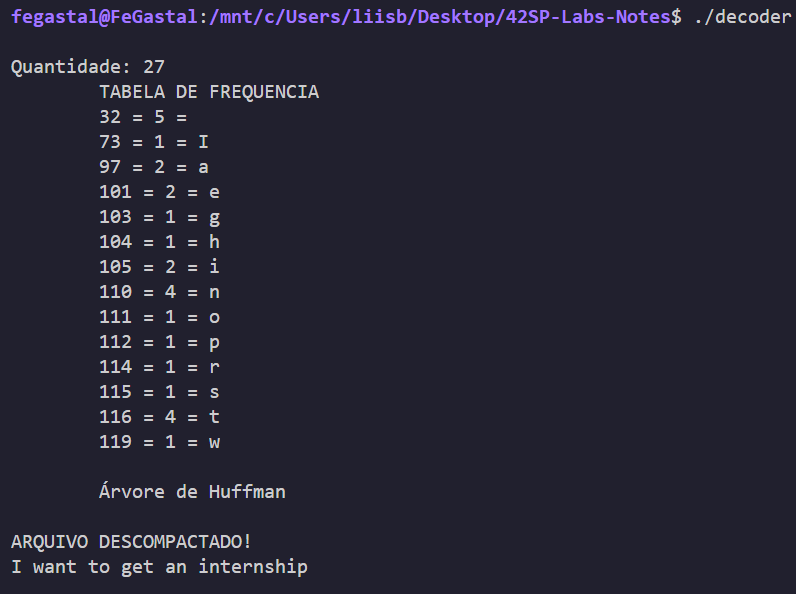 fegastal@FeGastal:/mnt/c/Users/liisb/Desktop/42SP-Labs-Notes$ ./decoder
Quantidade: 27
TABELA DE FREQUENCIA
32 = 5 =
73 = 1 = I
97 = 2 = a
101 = 2 = e
103 = 1 = g
104 = 1 = h
105 = 2 = i
110 = 4 = n
111 = 1 = o
112 = 1 = p
114 = 1 = r
115 = 1 = s
116 = 4 = t
119 = 1 = w
Árvore de Huffman
ARQUIVO DESCOMPACTADO!
I want to get an internship